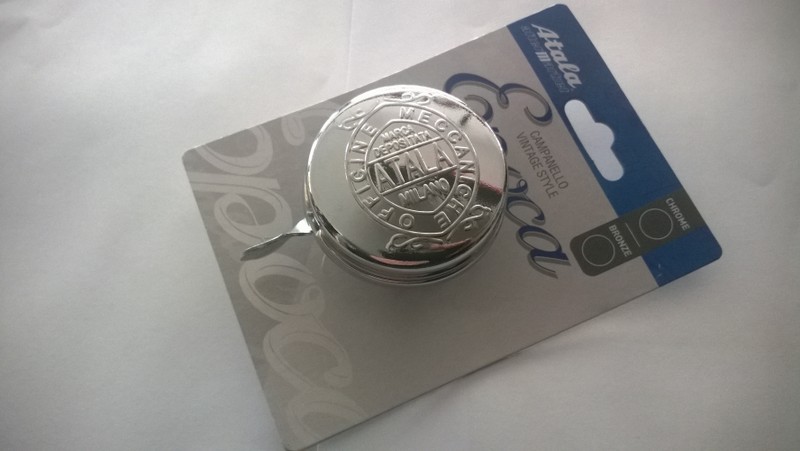 Atala
Epoca
CAMPANELLO
VINTAGE STYLE
CHROME
BRONZE
OFFICINE MECCANICHE
MARCA
DEPOSITATA
ATALA
MILANO